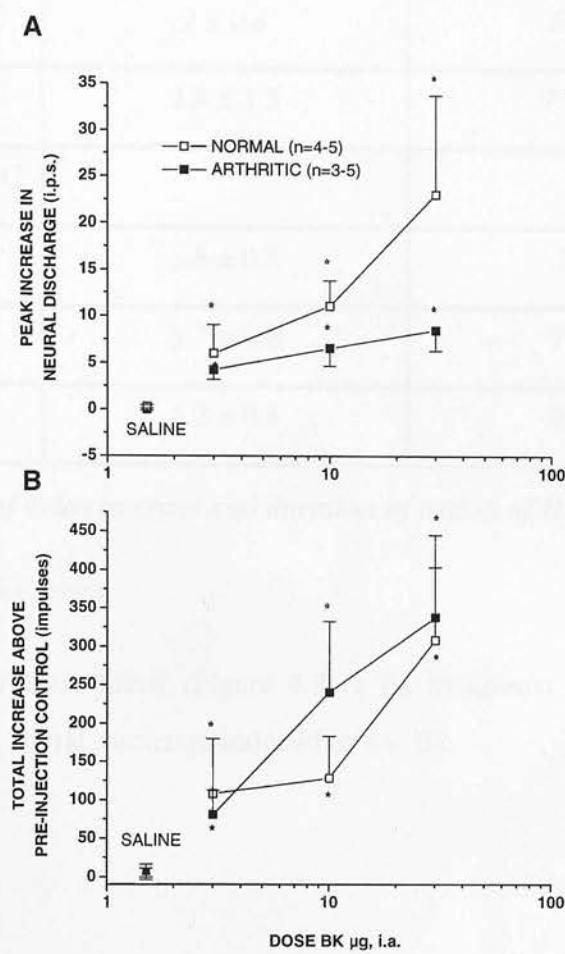 A
PEAK INCREASE IN
NEURAL DISCHARGE (i.p.s.)
35
30
25
20
15
10
5
0
-5
NORMAL (n=4-5)
ARTHRITIC (n=3-5)
SALINE
1
10
100
B
TOTAL INCREASE ABOVE
PRE-INJECTION CONTROL (impulses)
450
400
350
300
250
200
150
100
50
0
SALINE
1
10
100
DOSE BK µg, i.a.